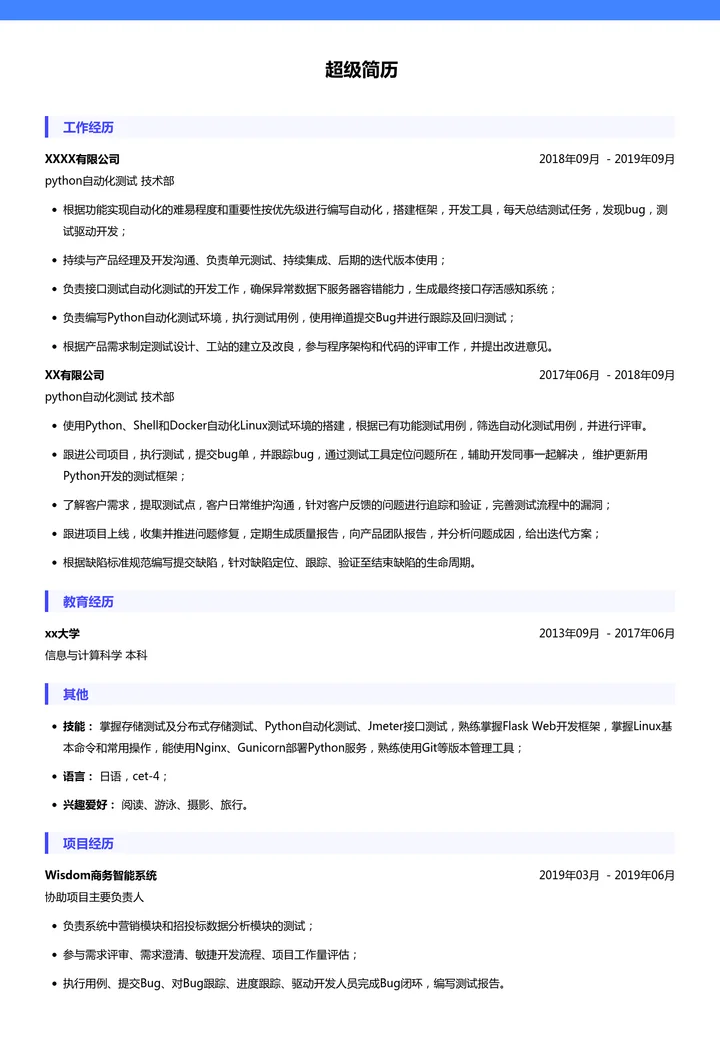 超级简历
工作经历
XXXX有限公司 2018年09月 - 2019年09月
python自动化测试 技术部
• 根据功能实现自动化的难易程度和重要性按优先级进行编写自动化，搭建框架，开发工具，每天总结测试任务，发现bug，测
试驱动开发；
• 持续与产品经理及开发沟通、负责单元测试、持续集成、后期的迭代版本使用；
• 负责接口测试自动化测试的开发工作，确保异常数据下服务器容错能力，生成最终接口存活感知系统；
• 负责编写Python自动化测试环境，执行测试用例，使用禅道提交Bug并进行跟踪及回归测试；
• 根据产品需求制定测试设计、工站的建立及改良，参与程序架构和代码的评审工作，并提出改进意见。
XX有限公司 2017年06月 - 2018年09月
python自动化测试 技术部
• 使用Python、Shell和Docker自动化Linux测试环境的搭建，根据已有功能测试用例，筛选自动化测试用例，并进行评审。
• 跟进公司项目，执行测试，提交bug单，并跟踪bug，通过测试工具定位问题所在，辅助开发同事一起解决， 维护更新用
Python开发的测试框架；
• 了解客户需求，提取测试点，客户日常维护沟通，针对客户反馈的问题进行追踪和验证，完善测试流程中的漏洞；
• 跟进项目上线，收集并推进问题修复，定期生成质量报告，向产品团队报告，并分析问题成因，给出迭代方案；
• 根据缺陷标准规范编写提交缺陷，针对缺陷定位、跟踪、验证至结束缺陷的生命周期。
教育经历
xx大学 2013年09月 - 2017年06月
信息与计算科学 本科
其他
• 技能： 掌握存储测试及分布式存储测试、Python自动化测试、Jmeter接口测试，熟练掌握Flask Web开发框架，掌握Linux基
本命令和常用操作，能使用Nginx、Gunicorn部署Python服务，熟练使用Git等版本管理工具；
• 语言： 日语，cet-4；
• 兴趣爱好： 阅读、游泳、摄影、旅行。
项目经历
Wisdom商务智能系统 2019年03月 - 2019年06月
协助项目主要负责人
• 负责系统中营销模块和招投标数据分析模块的测试；
• 参与需求评审、需求澄清、敏捷开发流程、项目工作量评估；
• 执行用例、提交Bug、对Bug跟踪、进度跟踪、驱动开发人员完成Bug闭环，编写测试报告。